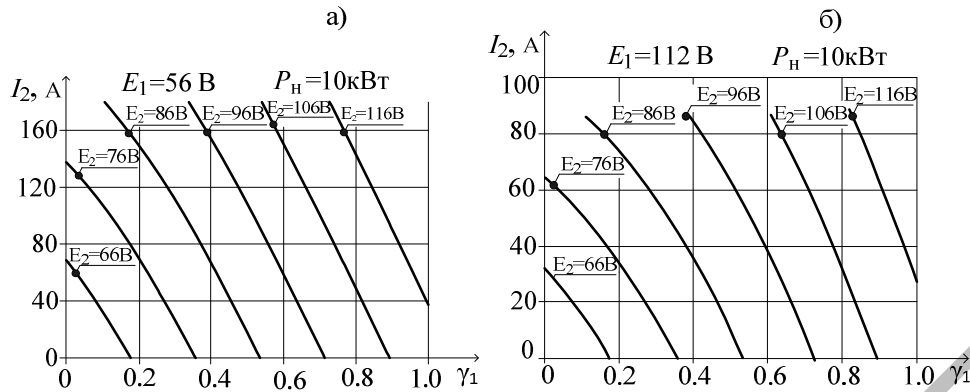 а)
I₂, А
E₁=56 В
Pн=10кВт
E₂=86В
E₂=96В
E₂=106В
E₂=116В
160
E₂=76В
120
80
E₂=66В
40
0
0 0.2 0.4 0.6 0.8 1.0 γ₁
б)
I₂, А
E₁=112 В
Pн=10кВт
100
E₂=86В
E₂=96В
E₂=106В
E₂=116В
80
E₂=76В
60
40
E₂=66В
20
0
0 0.2 0.4 0.6 0.8 1.0 γ₁